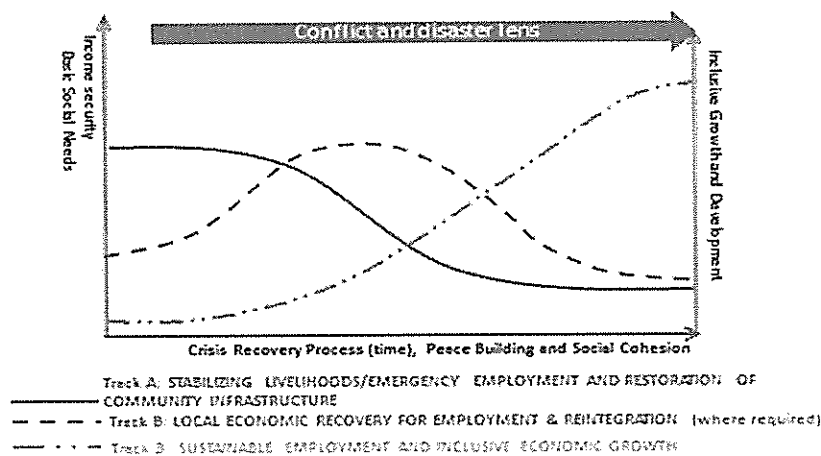 Conflict and disaster lens
Income security
Basic Social Needs
Inclusive Growth and Development
Crisis Recovery Process (time), Peace Building and Social Cohesion
Track A: STABILIZING LIVELIHOODS/EMERGENCY EMPLOYMENT AND RESTORATION OF
COMMUNITY INFRASTRUCTURE
Track B: LOCAL ECONOMIC RECOVERY FOR EMPLOYMENT & REINTEGRATION (where required)
Track 3: SUSTAINABLE EMPLOYMENT AND INCLUSIVE ECONOMIC GROWTH